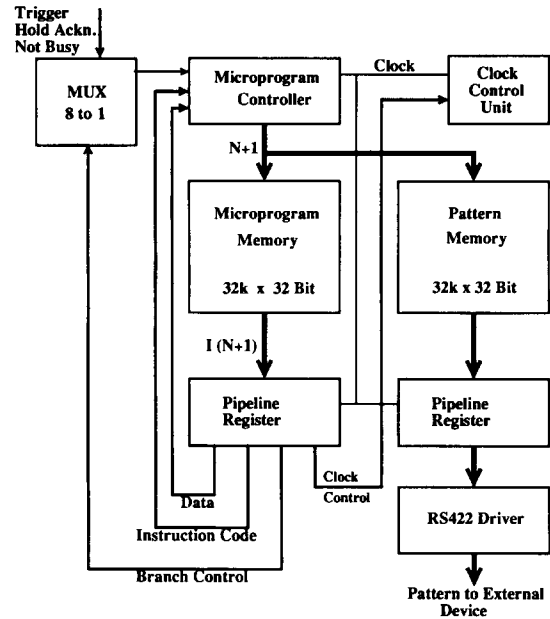 Trigger
Hold Ackn.
Not Busy
MUX
8 to 1
Microprogram
Controller
Clock
Clock
Control
Unit
N+1
Microprogram
Memory
32k x 32 Bit
Pattern
Memory
32k x 32 Bit
I (N+1)
Pipeline
Register
Pipeline
Register
Clock
Control
Data
Instruction Code
Branch Control
RS422 Driver
Pattern to External
Device